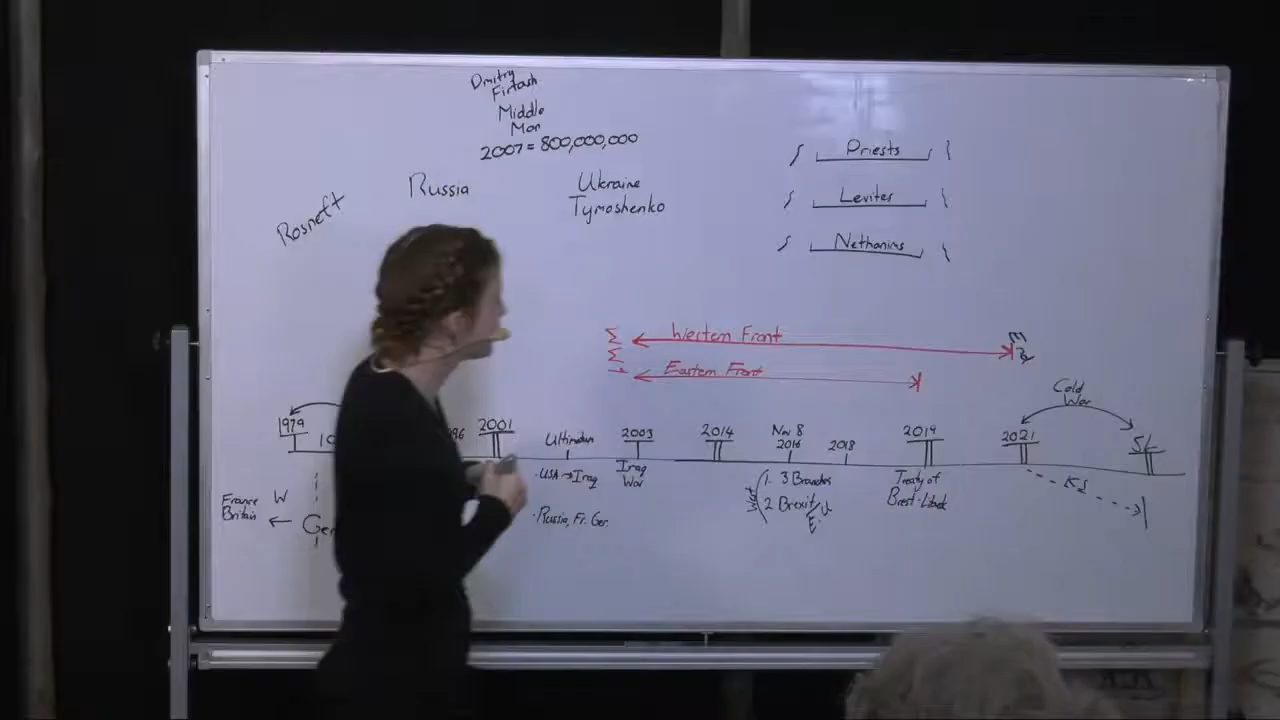 Dmitry
Firtash
Middle
Man
2007 = 800,000,000
Russia
Ukraine
Tymoshenko
Rosneft
Priests
Levites
Nethanims
Western Front
Eastern Front
Cold
War
1979
2001
Ultimatum
2003
2014
Nov 8
2016
2018
2019
2021
SL
·USA → Iraq
Iraq
War
1. 3 Branches
2 Brexit/U.
E.
Treaty of
Brest-Litovsk
KS
·Russia, Fr. Ger.
France W
Britain ←